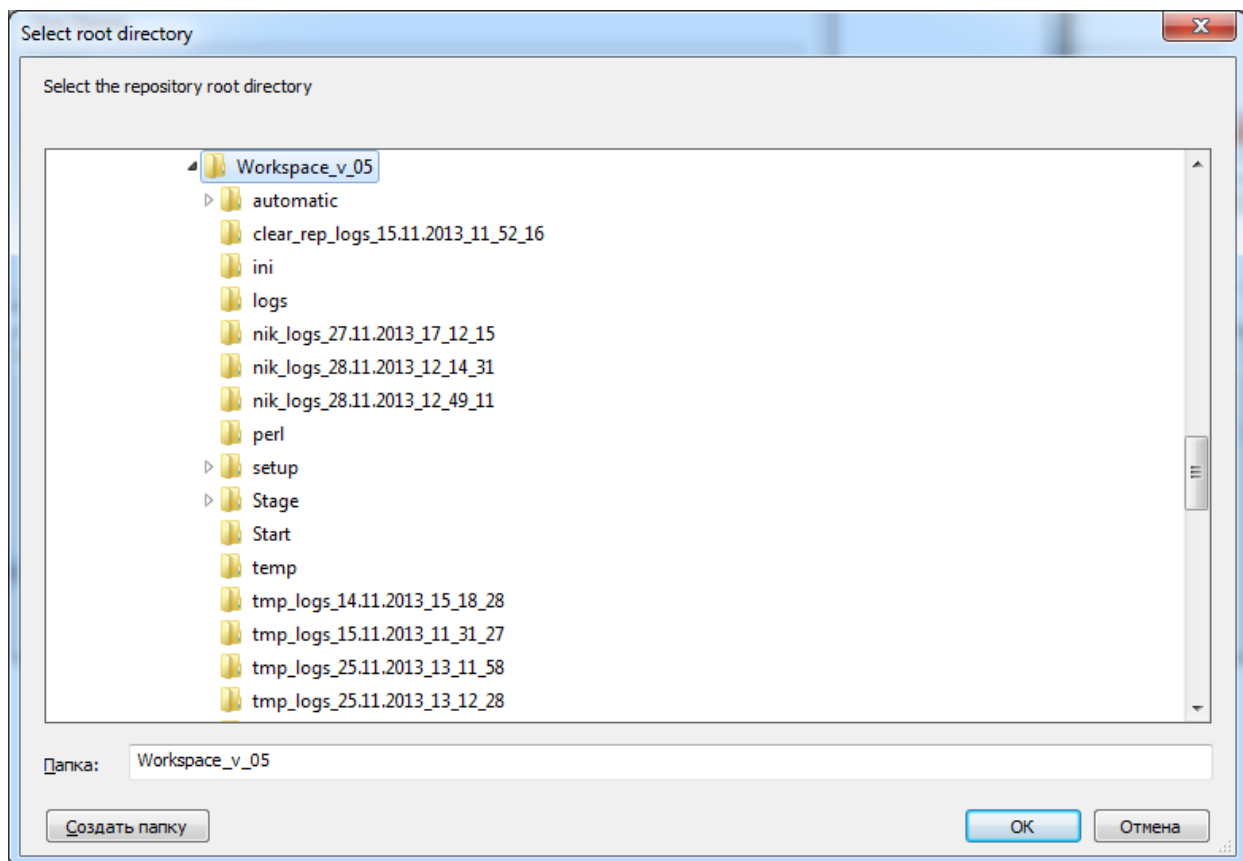 Select root directory
Select the repository root directory
Workspace_v_05
automatic
clear_rep_logs_15.11.2013_11_52_16
ini
logs
nik_logs_27.11.2013_17_12_15
nik_logs_28.11.2013_12_14_31
nik_logs_28.11.2013_12_49_11
perl
setup
Stage
Start
temp
tmp_logs_14.11.2013_15_18_28
tmp_logs_15.11.2013_11_31_27
tmp_logs_25.11.2013_13_11_58
tmp_logs_25.11.2013_13_12_28
Папка: Workspace_v_05
Создать папку OK Отмена